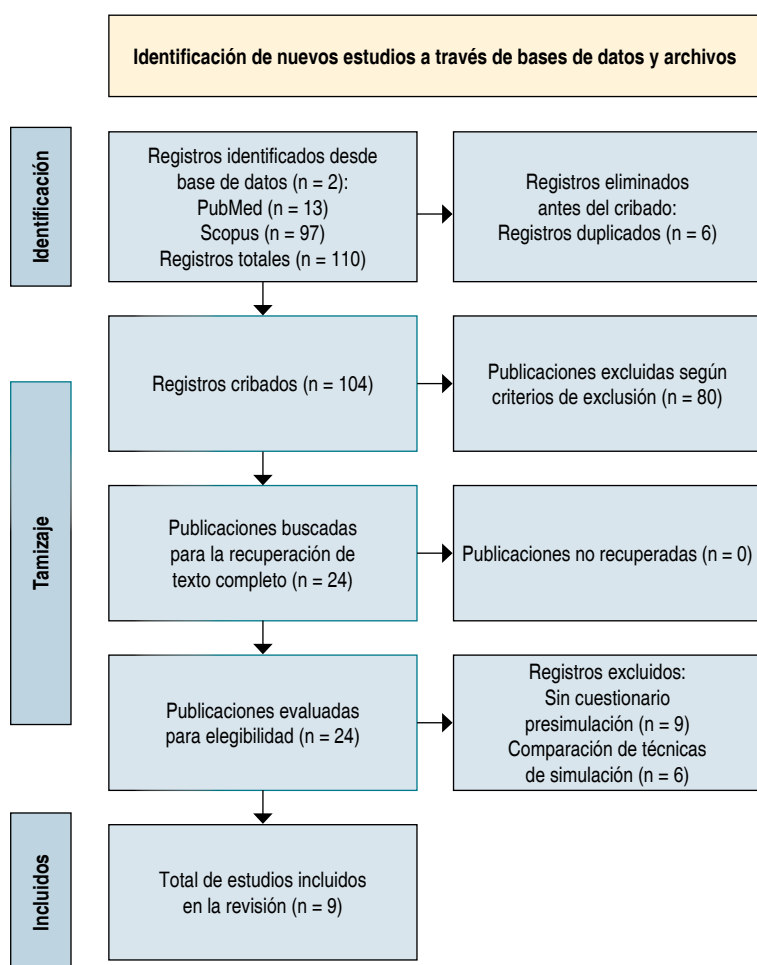 Identificación de nuevos estudios a través de bases de datos y archivos
Identificación
Registros identificados desde
base de datos (n = 2):
PubMed (n = 13)
Scopus (n = 97)
Registros totales (n = 110)
Registros eliminados
antes del cribado:
Registros duplicados (n = 6)
Tamizaje
Registros cribados (n = 104)
Publicaciones excluidas según
criterios de exclusión (n = 80)
Publicaciones buscadas
para la recuperación de
texto completo (n = 24)
Publicaciones no recuperadas (n = 0)
Publicaciones evaluadas
para elegibilidad (n = 24)
Registros excluidos:
Sin cuestionario
presimulación (n = 9)
Comparación de técnicas
de simulación (n = 6)
Incluidos
Total de estudios incluidos
en la revisión (n = 9)